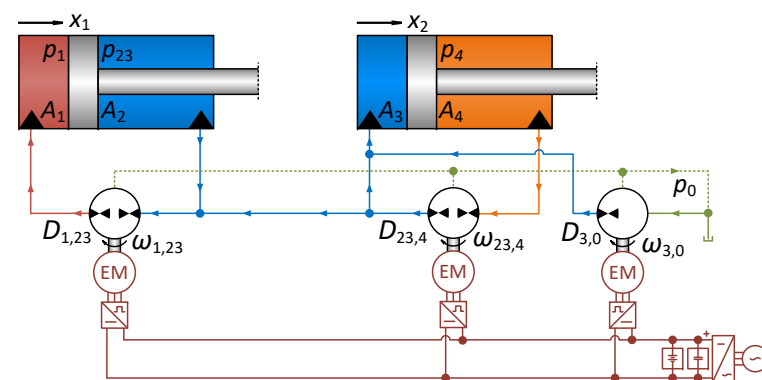 x1 x2
p1 p23 p4
A1 A2 A3 A4
p0
D1,23 ω1,23 D23,4 ω23,4 D3,0 ω3,0
EM EM EM
+